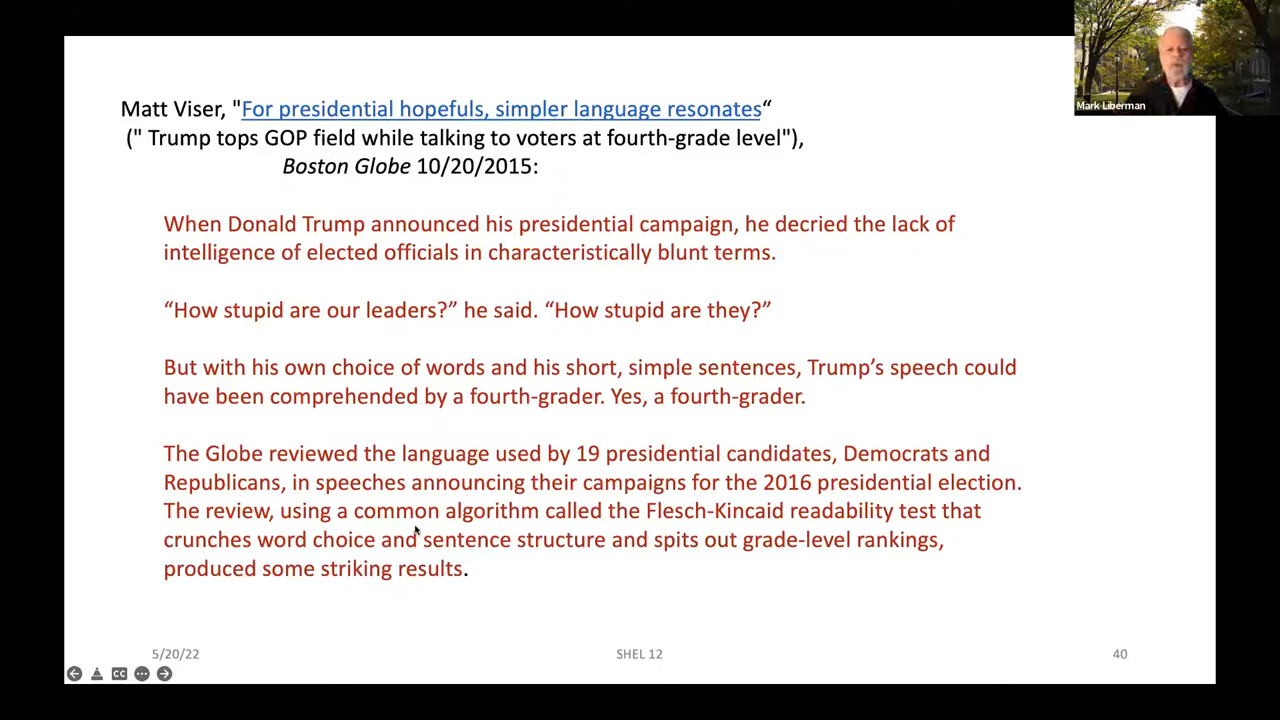 Mark Liberman
Matt Viser, "For presidential hopefuls, simpler language resonates“
(" Trump tops GOP field while talking to voters at fourth-grade level"),
Boston Globe 10/20/2015:
When Donald Trump announced his presidential campaign, he decried the lack of
intelligence of elected officials in characteristically blunt terms.
“How stupid are our leaders?” he said. “How stupid are they?”
But with his own choice of words and his short, simple sentences, Trump’s speech could
have been comprehended by a fourth-grader. Yes, a fourth-grader.
The Globe reviewed the language used by 19 presidential candidates, Democrats and
Republicans, in speeches announcing their campaigns for the 2016 presidential election.
The review, using a common algorithm called the Flesch-Kincaid readability test that
crunches word choice and sentence structure and spits out grade-level rankings,
produced some striking results.
5/20/22
SHEL 12
40
CC